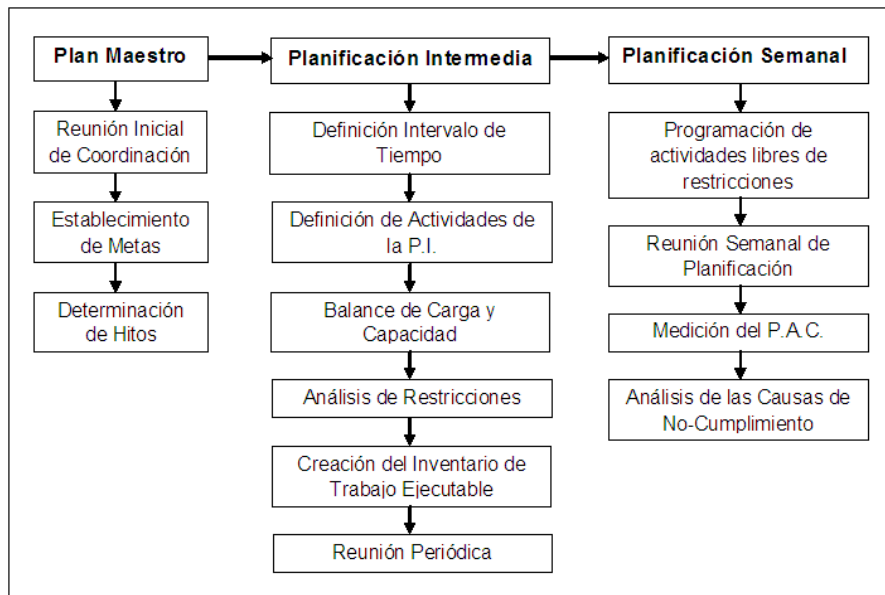 Plan Maestro
Reunión Inicial
de Coordinación
Establecimiento
de Metas
Determinación
de Hitos
Planificación Intermedia
Definición Intervalo de
Tiempo
Definición de Actividades de
la P.I.
Balance de Carga y
Capacidad
Análisis de Restricciones
Creación del Inventario de
Trabajo Ejecutable
Reunión Periódica
Planificación Semanal
Programación de
actividades libres de
restricciones
Reunión Semanal de
Planificación
Medición del P.A.C.
Análisis de las Causas de
No-Cumplimiento